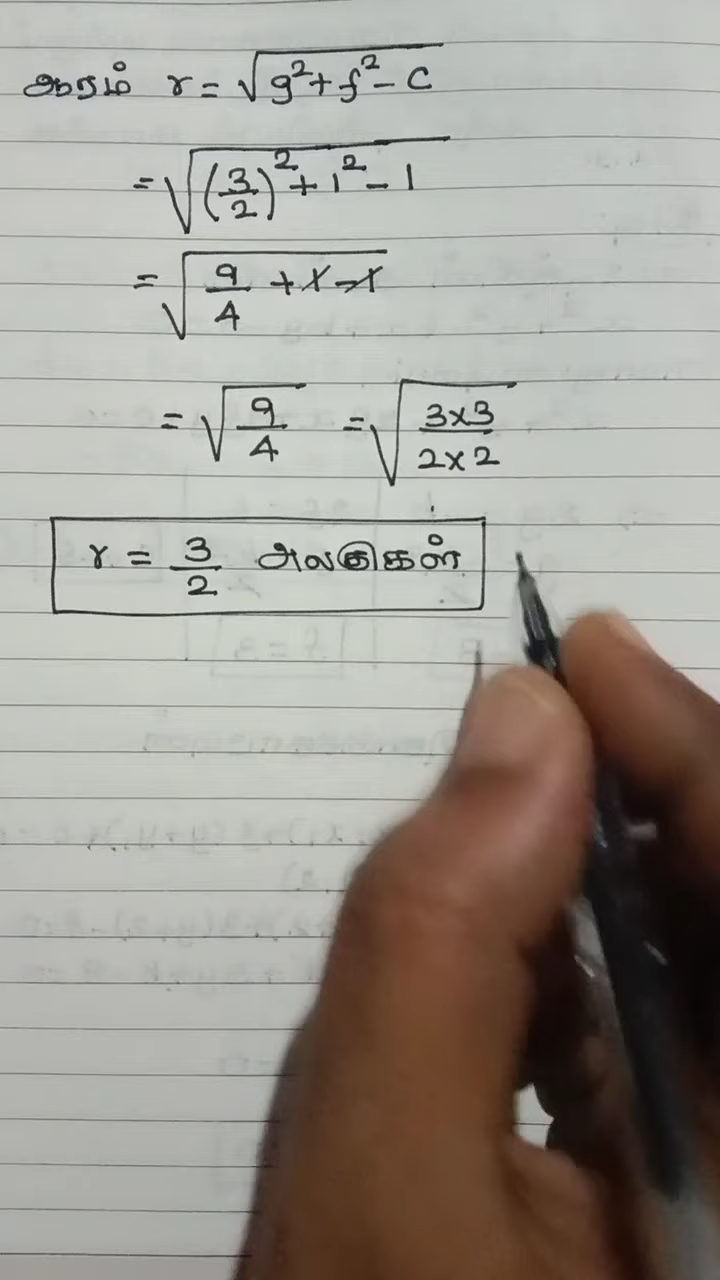 ஆரம் r = √(g² + f² - c)
= √((3/2)² + 1² - 1)
= √(9/4 + 1 - 1)
= √(9/4) = √((3×3)/(2×2))
r = 3/2 அலகுகள்